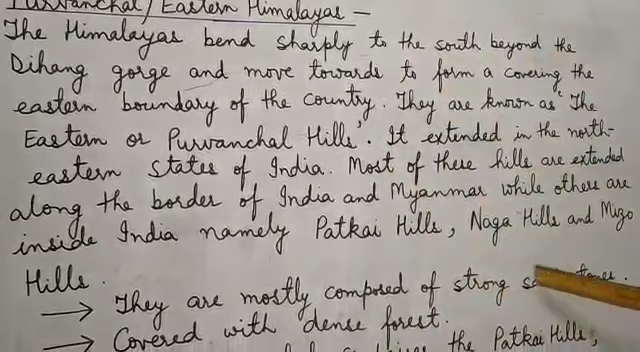 Purvanchal/Eastern Himalayas —
The Himalayas bend sharply to the south beyond the
Dihang gorge and move towards to form a covering the
eastern boundary of the country. They are known as 'The
Eastern or Purvanchal Hills'. It extended in the north-
eastern states of India. Most of these hills are extended
along the border of India and Myanmar while others are
inside India namely Patkai Hills, Naga Hills and Mizo
Hills.
→ They are mostly composed of strong
→ Covered with dense forest.
the Patkai Hills,